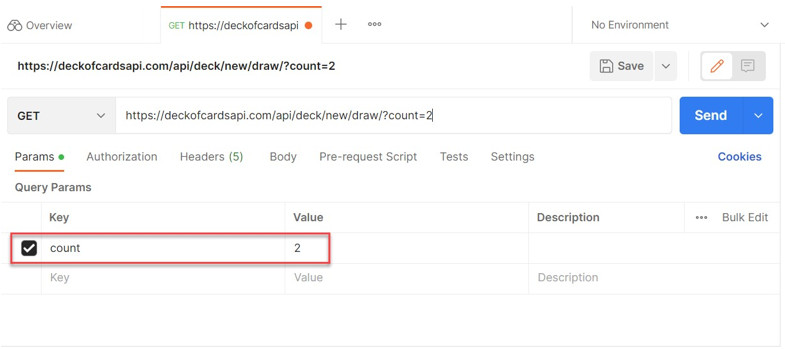 Overview
GET https://deckofcardsapi
No Environment
https://deckofcardsapi.com/api/deck/new/draw/?count=2
Save
GET
https://deckofcardsapi.com/api/deck/new/draw/?count=2
Send
Params Authorization Headers (5) Body Pre-request Script Tests Settings Cookies
Query Params
Key Value Description Bulk Edit
count 2
Key Value Description